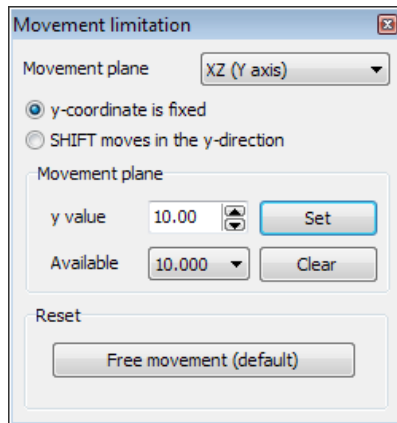 Movement limitation
Movement plane XZ (Y axis)
y-coordinate is fixed
SHIFT moves in the y-direction
Movement plane
y value 10.00 Set
Available 10.000 Clear
Reset
Free movement (default)